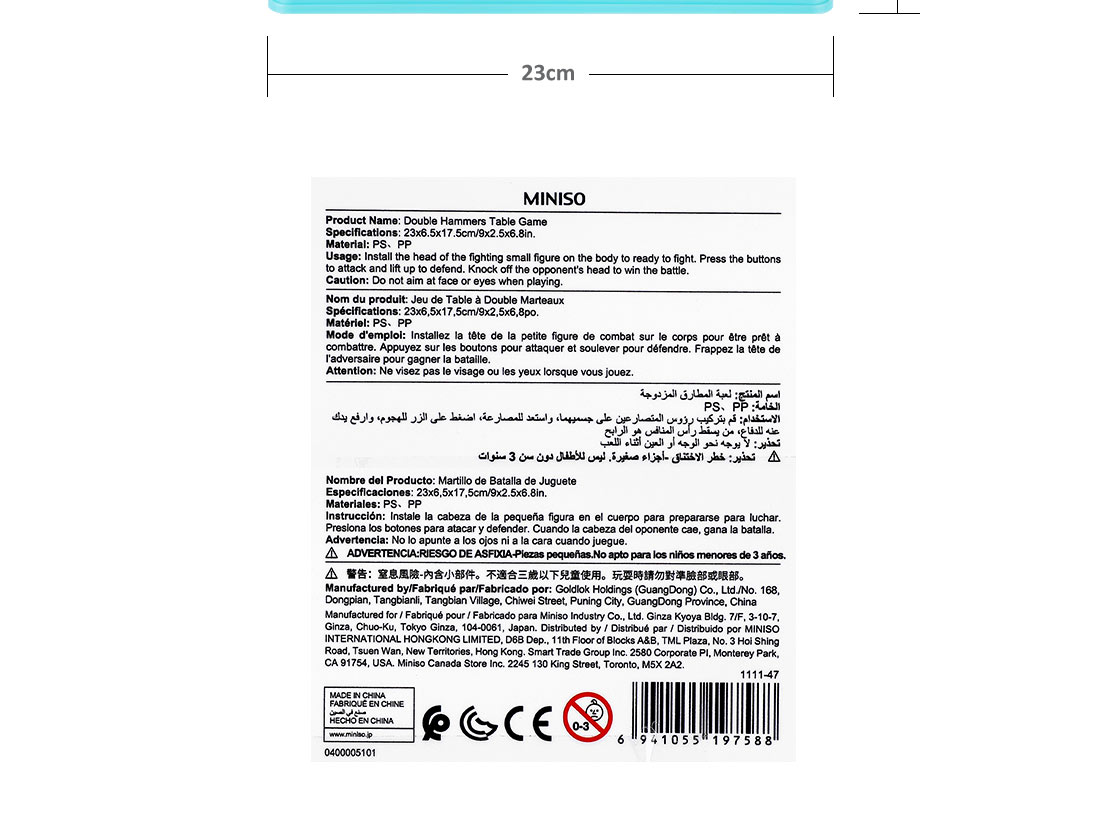 23cm
MINISO
Product Name: Double Hammers Table Game
Specifications: 23x6.5x17.5cm/9x2.5x6.8in.
Material: PS、PP
Usage: Install the head of the fighting small figure on the body to ready to fight. Press the buttons
to attack and lift up to defend. Knock off the opponent's head to win the battle.
Caution: Do not aim at face or eyes when playing.
Nom du produit: Jeu de Table à Double Marteaux
Spécifications: 23x6,5x17,5cm/9x2,5x6,8po.
Matériel: PS、PP
Mode d'emploi: Installez la tête de la petite figure de combat sur le corps pour être prêt à
combattre. Appuyez sur les boutons pour attaquer et soulever pour défendre. Frappez la tête de
l'adversaire pour gagner la bataille.
Attention: Ne visez pas le visage ou les yeux lorsque vous jouez.
اسم المنتج: لعبة المطارق المزدوجة
الخامة: PS、PP
الاستخدام: قم بتركيب رؤوس المتصارعين على جسميهما، واستعد للمصارعة، اضغط على الزر للهجوم، وارفع يدك
عنه للدفاع، من يسقط رأس المنافس هو الرابح
تحذير: لا يوجه نحو الوجه أو العين أثناء اللعب
⚠ تحذير: خطر الاختناق -أجزاء صغيرة. ليس للأطفال دون سن 3 سنوات
Nombre del Producto: Martillo de Batalla de Juguete
Especificaciones: 23x6,5x17,5cm/9x2.5x6.8in.
Materiales: PS、PP
Instrucción: Instale la cabeza de la pequeña figura en el cuerpo para prepararse para luchar.
Presiona los botones para atacar y defender. Cuando la cabeza del oponente cae, gana la batalla.
Advertencia: No lo apunte a los ojos ni a la cara cuando juegue.
⚠ ADVERTENCIA:RIESGO DE ASFIXIA-Piezas pequeñas.No apto para los niños menores de 3 años.
⚠ 警告：窒息風險-內含小部件。不適合三歲以下兒童使用。玩耍時請勿對準臉部或眼部。
Manufactured by/Fabriqué par/Fabricado por: Goldlok Holdings (GuangDong) Co., Ltd./No. 168,
Dongpian, Tangbianli, Tangbian Village, Chiwei Street, Puning City, GuangDong Province, China
Manufactured for / Fabriqué pour / Fabricado para Miniso Industry Co., Ltd. Ginza Kyoya Bldg. 7/F, 3-10-7,
Ginza, Chuo-Ku, Tokyo Ginza, 104-0061, Japan. Distributed by / Distribué par / Distribuido por MINISO
INTERNATIONAL HONGKONG LIMITED, D6B Dep., 11th Floor of Blocks A&B, TML Plaza, No. 3 Hoi Shing
Road, Tsuen Wan, New Territories, Hong Kong. Smart Trade Group Inc. 2580 Corporate Pl, Monterey Park,
CA 91754, USA. Miniso Canada Store Inc. 2245 130 King Street, Toronto, M5X 2A2.
1111-47
MADE IN CHINA
FABRIQUÉ EN CHINE
صنع في الصين
HECHO EN CHINA
www.miniso.jp
CE
0-3
6 941055 197588
0400005101